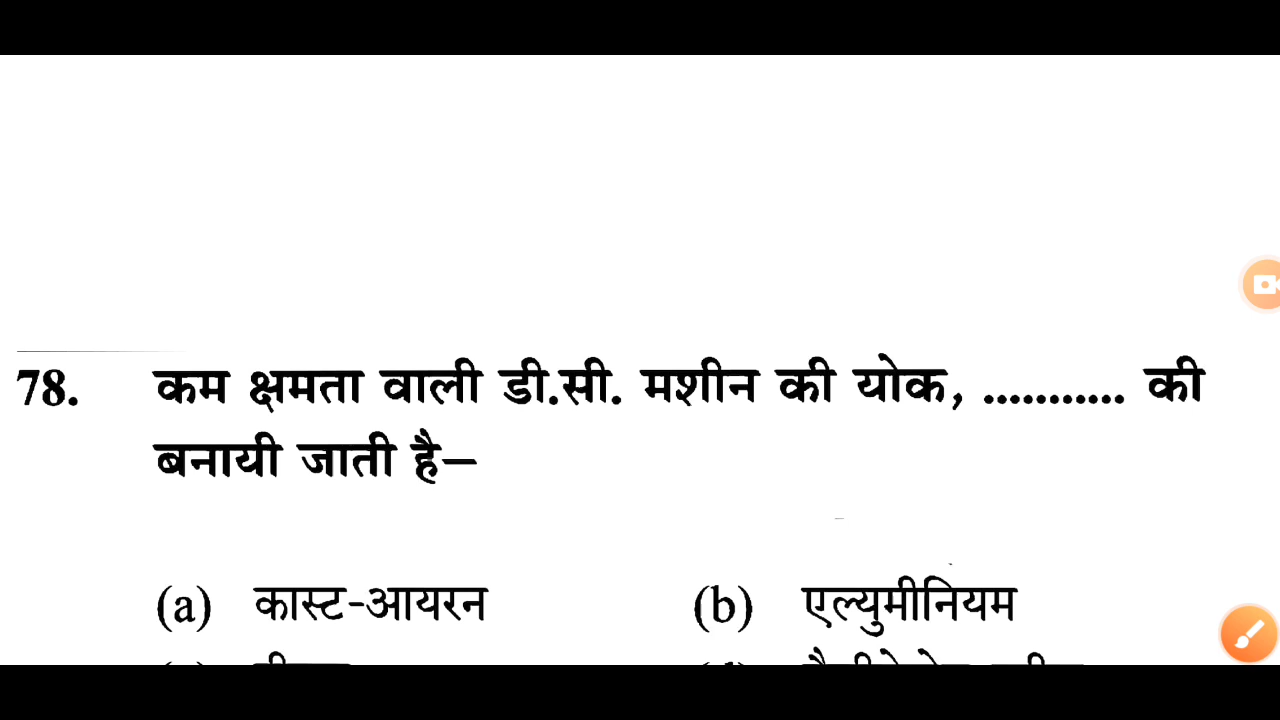 78. कम क्षमता वाली डी.सी. मशीन की योक, ........... की
बनायी जाती है–
(a) कास्ट-आयरन (b) एल्युमीनियम